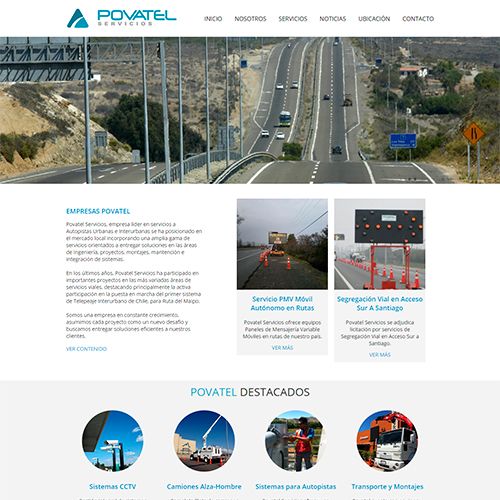 POVATEL
SERVICIOS
INICIO NOSOTROS SERVICIOS NOTICIAS UBICACIÓN CONTACTO
EMPRESAS POVATEL
Povatel Servicios, empresa líder en servicios a
Autopistas Urbanas e Interurbanas se ha posicionado en
el mercado local incorporando una amplia gama de
servicios orientados a entregar soluciones en las áreas
de ingeniería, proyectos, montajes, mantención e
integración de sistemas.
En los últimos años, Povatel Servicios ha participado en
importantes proyectos en las más variadas áreas de
servicios viales, destacando principalmente la activa
participación en la puesta en marcha del primer sistema
de Telepeaje Interurbano de Chile, para Ruta del Maipo.
Somos una empresa en constante crecimiento,
asumimos cada proyecto como un nuevo desafío y
buscamos entregar soluciones eficientes a nuestros
clientes.
VER CONTENIDO
Servicio PMV Móvil
Autónomo en Rutas
Povatel Servicios ofrece equipos
Paneles de Mensajería Variable
Móviles en rutas de nuestro país.
VER MÁS
Segregación Vial en Acceso
Sur A Santiago
Povatel Servicios se adjudica
licitación por servicios de
Segregación Vial en Acceso Sur a
Santiago.
VER MÁS
POVATEL DESTACADOS
Sistemas CCTV
Camiones Alza-Hombre
Sistemas para Autopistas
Transporte y Montajes